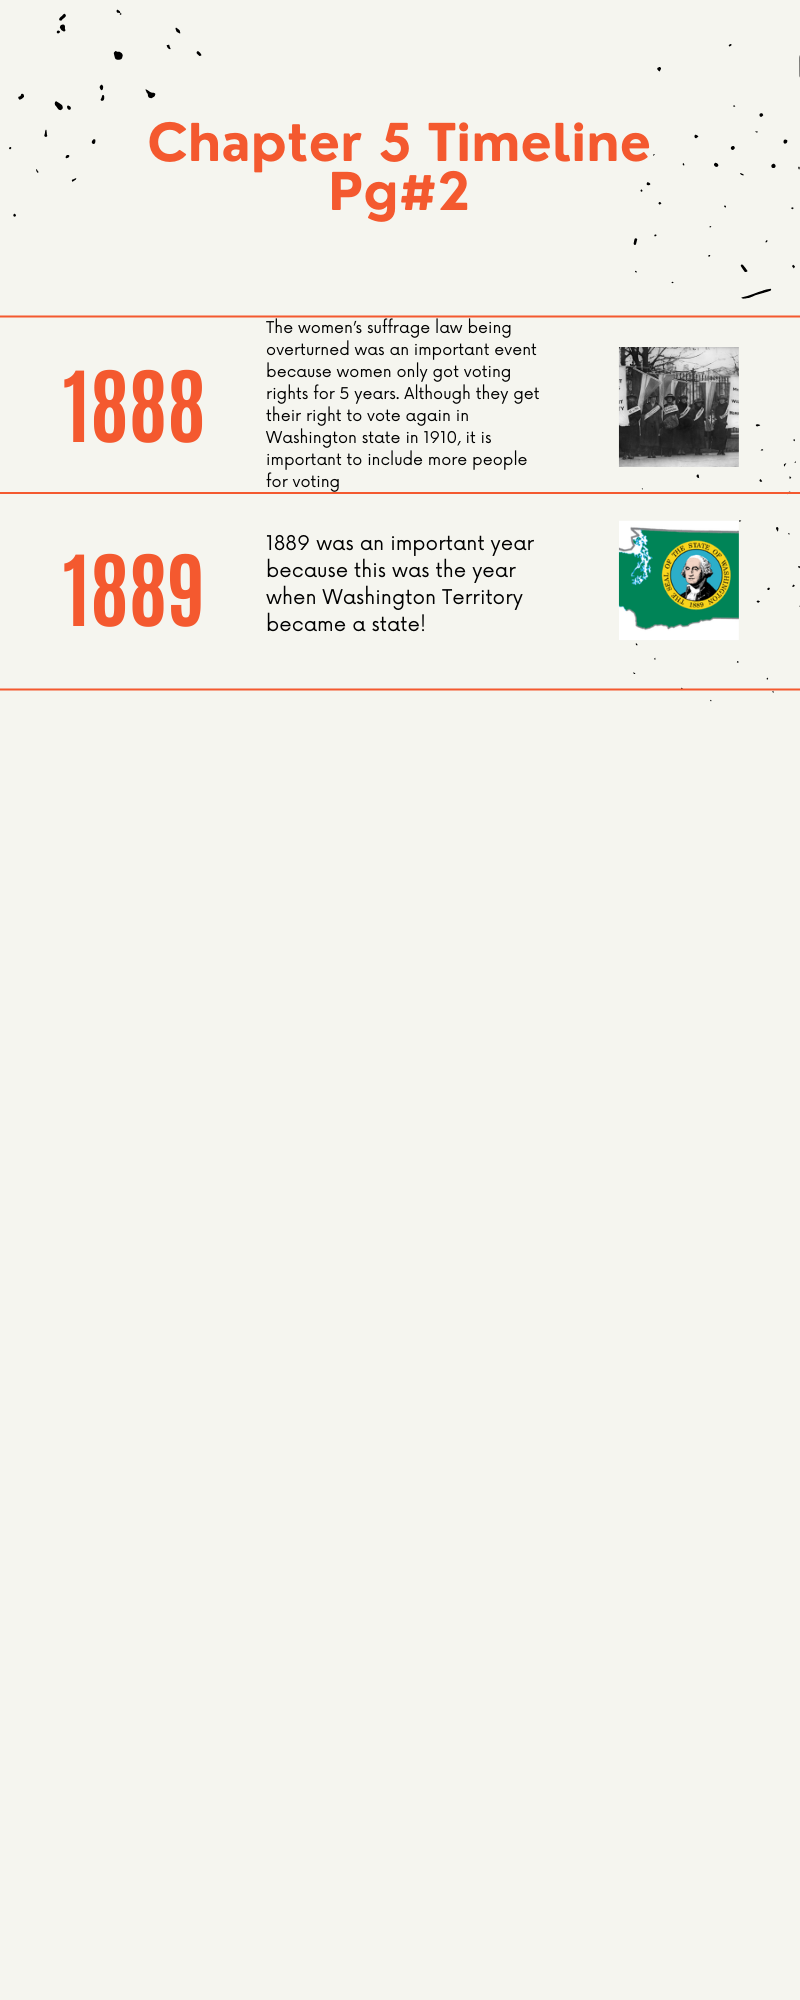 Chapter 5 Timeline
Pg#2
1888
The women's suffrage law being
overturned was an important event
because women only got voting
rights for 5 years. Although they get
their right to vote again in
Washington state in 1910, it is
important to include more people
for voting
1889
1889 was an important year
because this was the year
when Washington Territory
became a state!
THE SEAL OF THE STATE OF WASHINGTON
1889